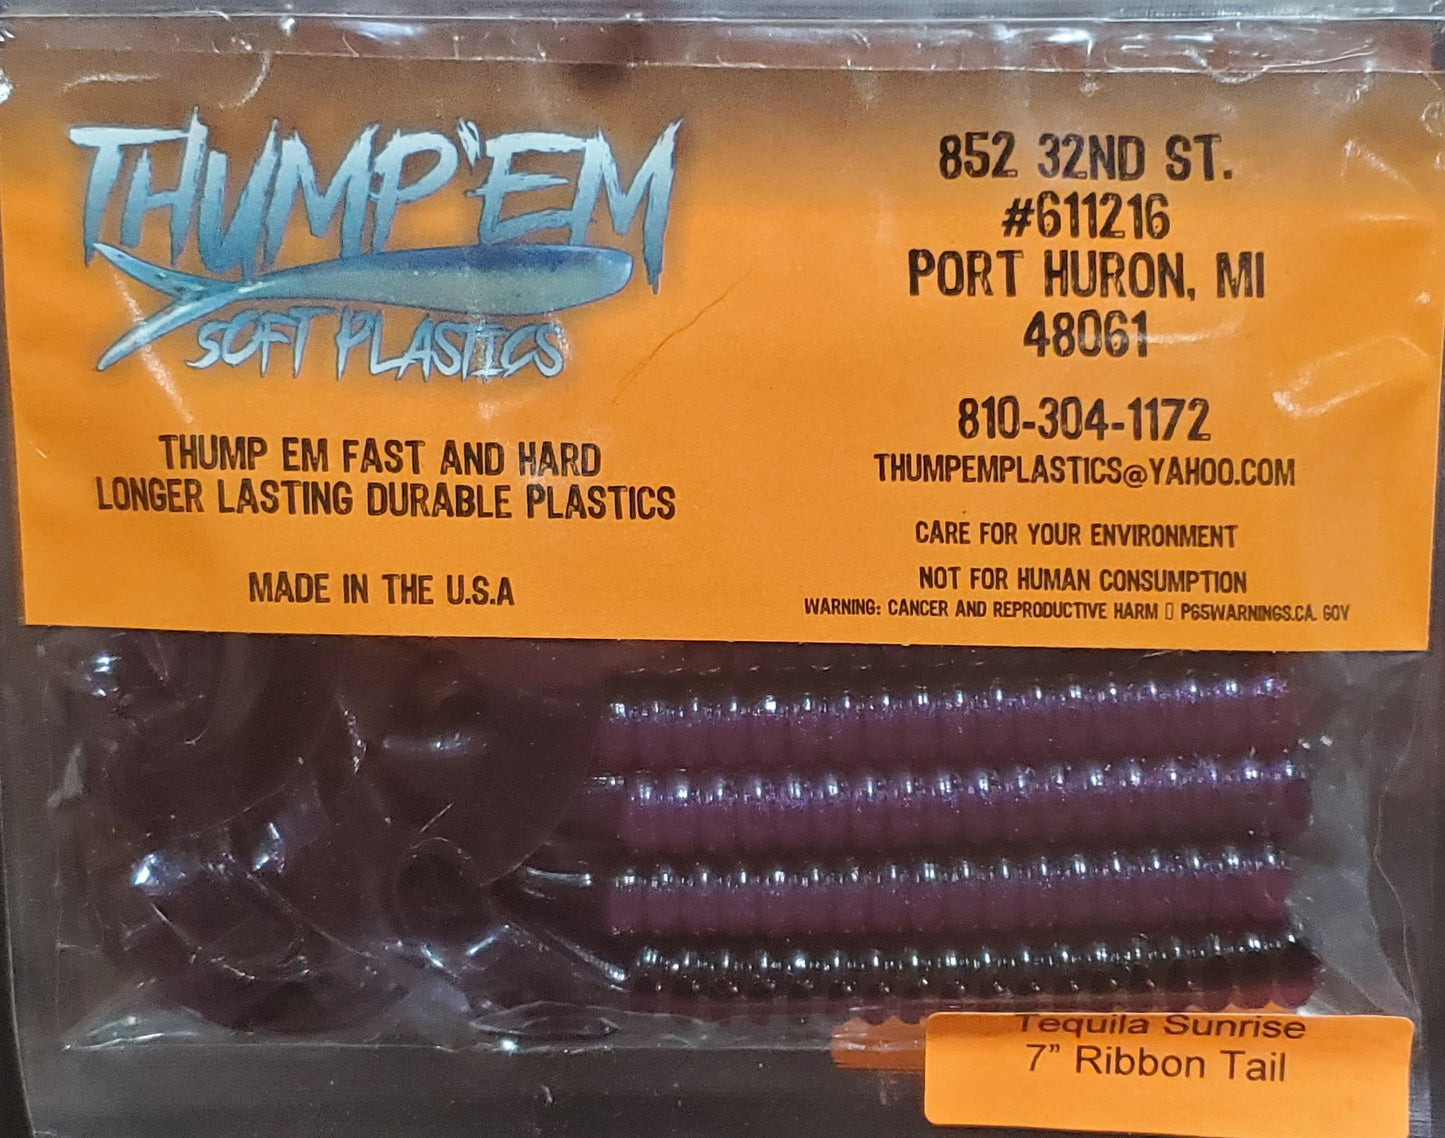 THUMP'EM
SOFT PLASTICS
THUMP EM FAST AND HARD
LONGER LASTING DURABLE PLASTICS
MADE IN THE U.S.A
852 32ND ST.
#611216
PORT HURON, MI
48061
810-304-1172
THUMPEMPLASTICS@YAHOO.COM
CARE FOR YOUR ENVIRONMENT
NOT FOR HUMAN CONSUMPTION
WARNING: CANCER AND REPRODUCTIVE HARM ▯ P65WARNINGS.CA. GOV
Tequila Sunrise
7” Ribbon Tail